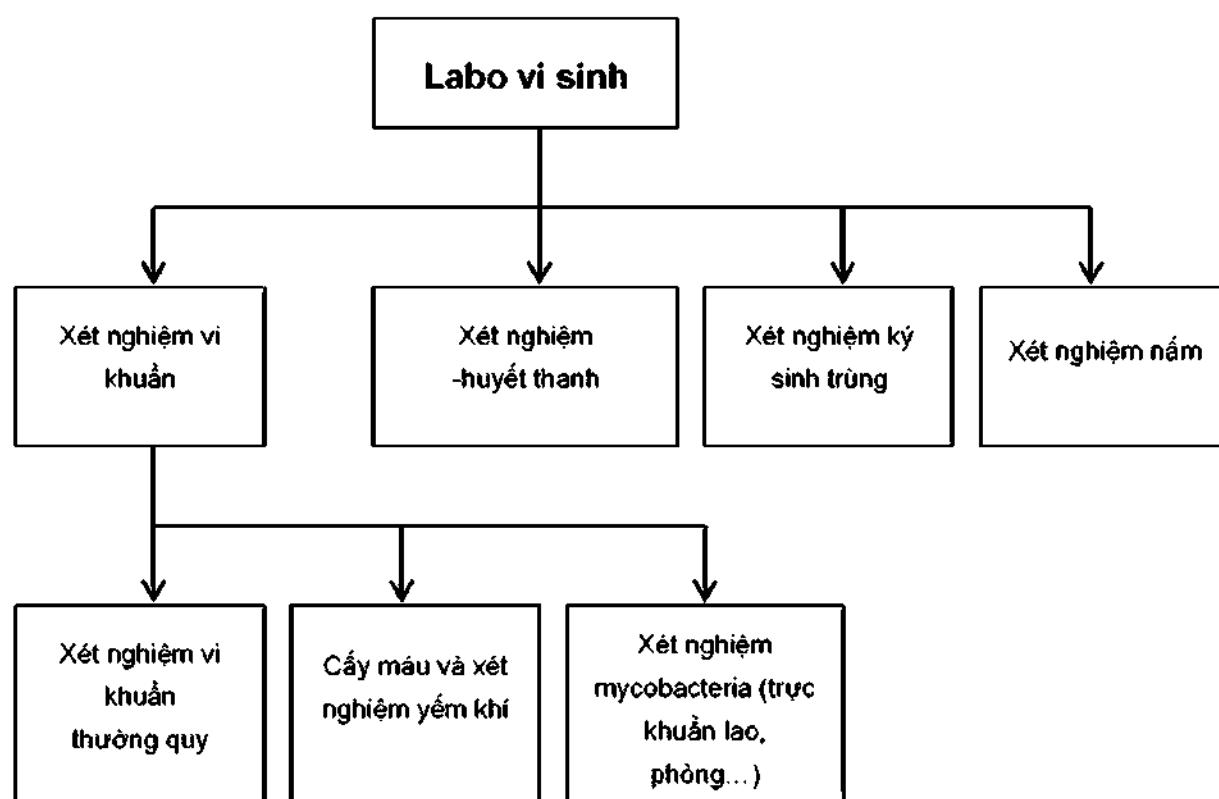 Labo vi sinh
Xét nghiệm vi
khuẩn
Xét nghiệm
-huyết thanh
Xét nghiệm ký
sinh trùng
Xét nghiệm nấm
Xét nghiệm vi
khuẩn
thường quy
Cấy máu và xét
nghiệm yếm khí
Xét nghiệm
mycobacteria (trực
khuẩn lao,
phòng...)